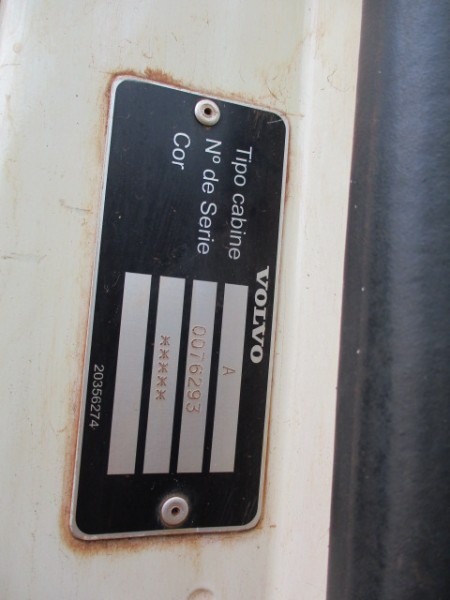 VOLVO
Tipo cabine A
Nº de Serie 0076293
Cor *****
20356274